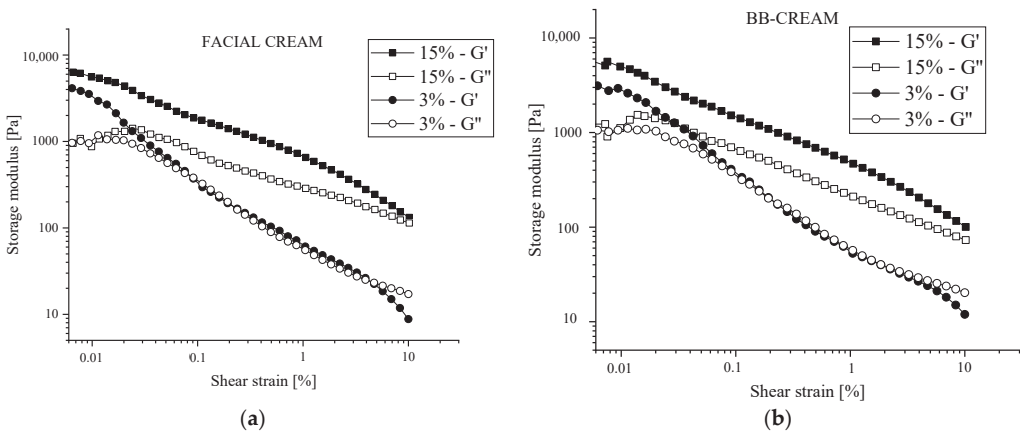 FACIAL CREAM
15% - G'
15% - G"
3% - G'
3% - G"
10,000
1000
100
10
Storage modulus [Pa]
0.01
0.1
1
10
Shear strain [%]
(a)
BB-CREAM
15% - G'
15% - G"
3% - G'
3% - G"
10,000
1000
100
10
Storage modulus [Pa]
0.01
0.1
1
10
Shear strain [%]
(b)